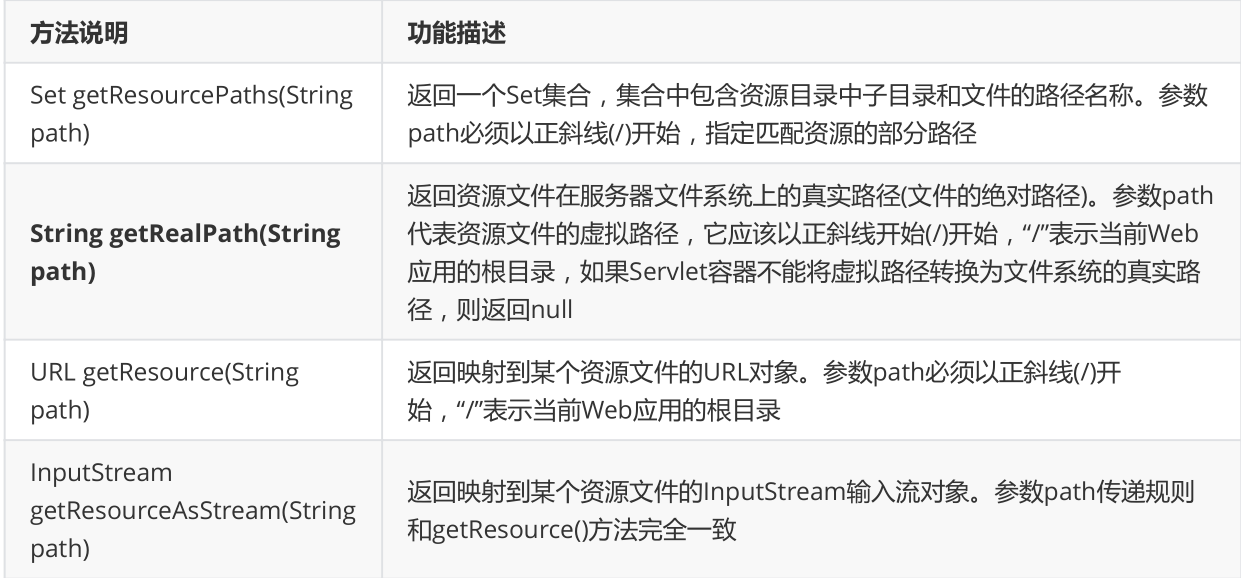 方法说明
功能描述
Set getResourcePaths(String
path)
返回一个Set集合，集合中包含资源目录中子目录和文件的路径名称。参数
path必须以正斜线(/)开始，指定匹配资源的部分路径
String getRealPath(String
path)
返回资源文件在服务器文件系统上的真实路径(文件的绝对路径)。参数path
代表资源文件的虚拟路径，它应该以正斜线开始(/)开始，“/”表示当前Web
应用的根目录，如果Servlet容器不能将虚拟路径转换为文件系统的真实路
径，则返回null
URL getResource(String
path)
返回映射到某个资源文件的URL对象。参数path必须以正斜线(/)开
始，“/”表示当前Web应用的根目录
InputStream
getResourceAsStream(String
path)
返回映射到某个资源文件的InputStream输入流对象。参数path传递规则
和getResource()方法完全一致